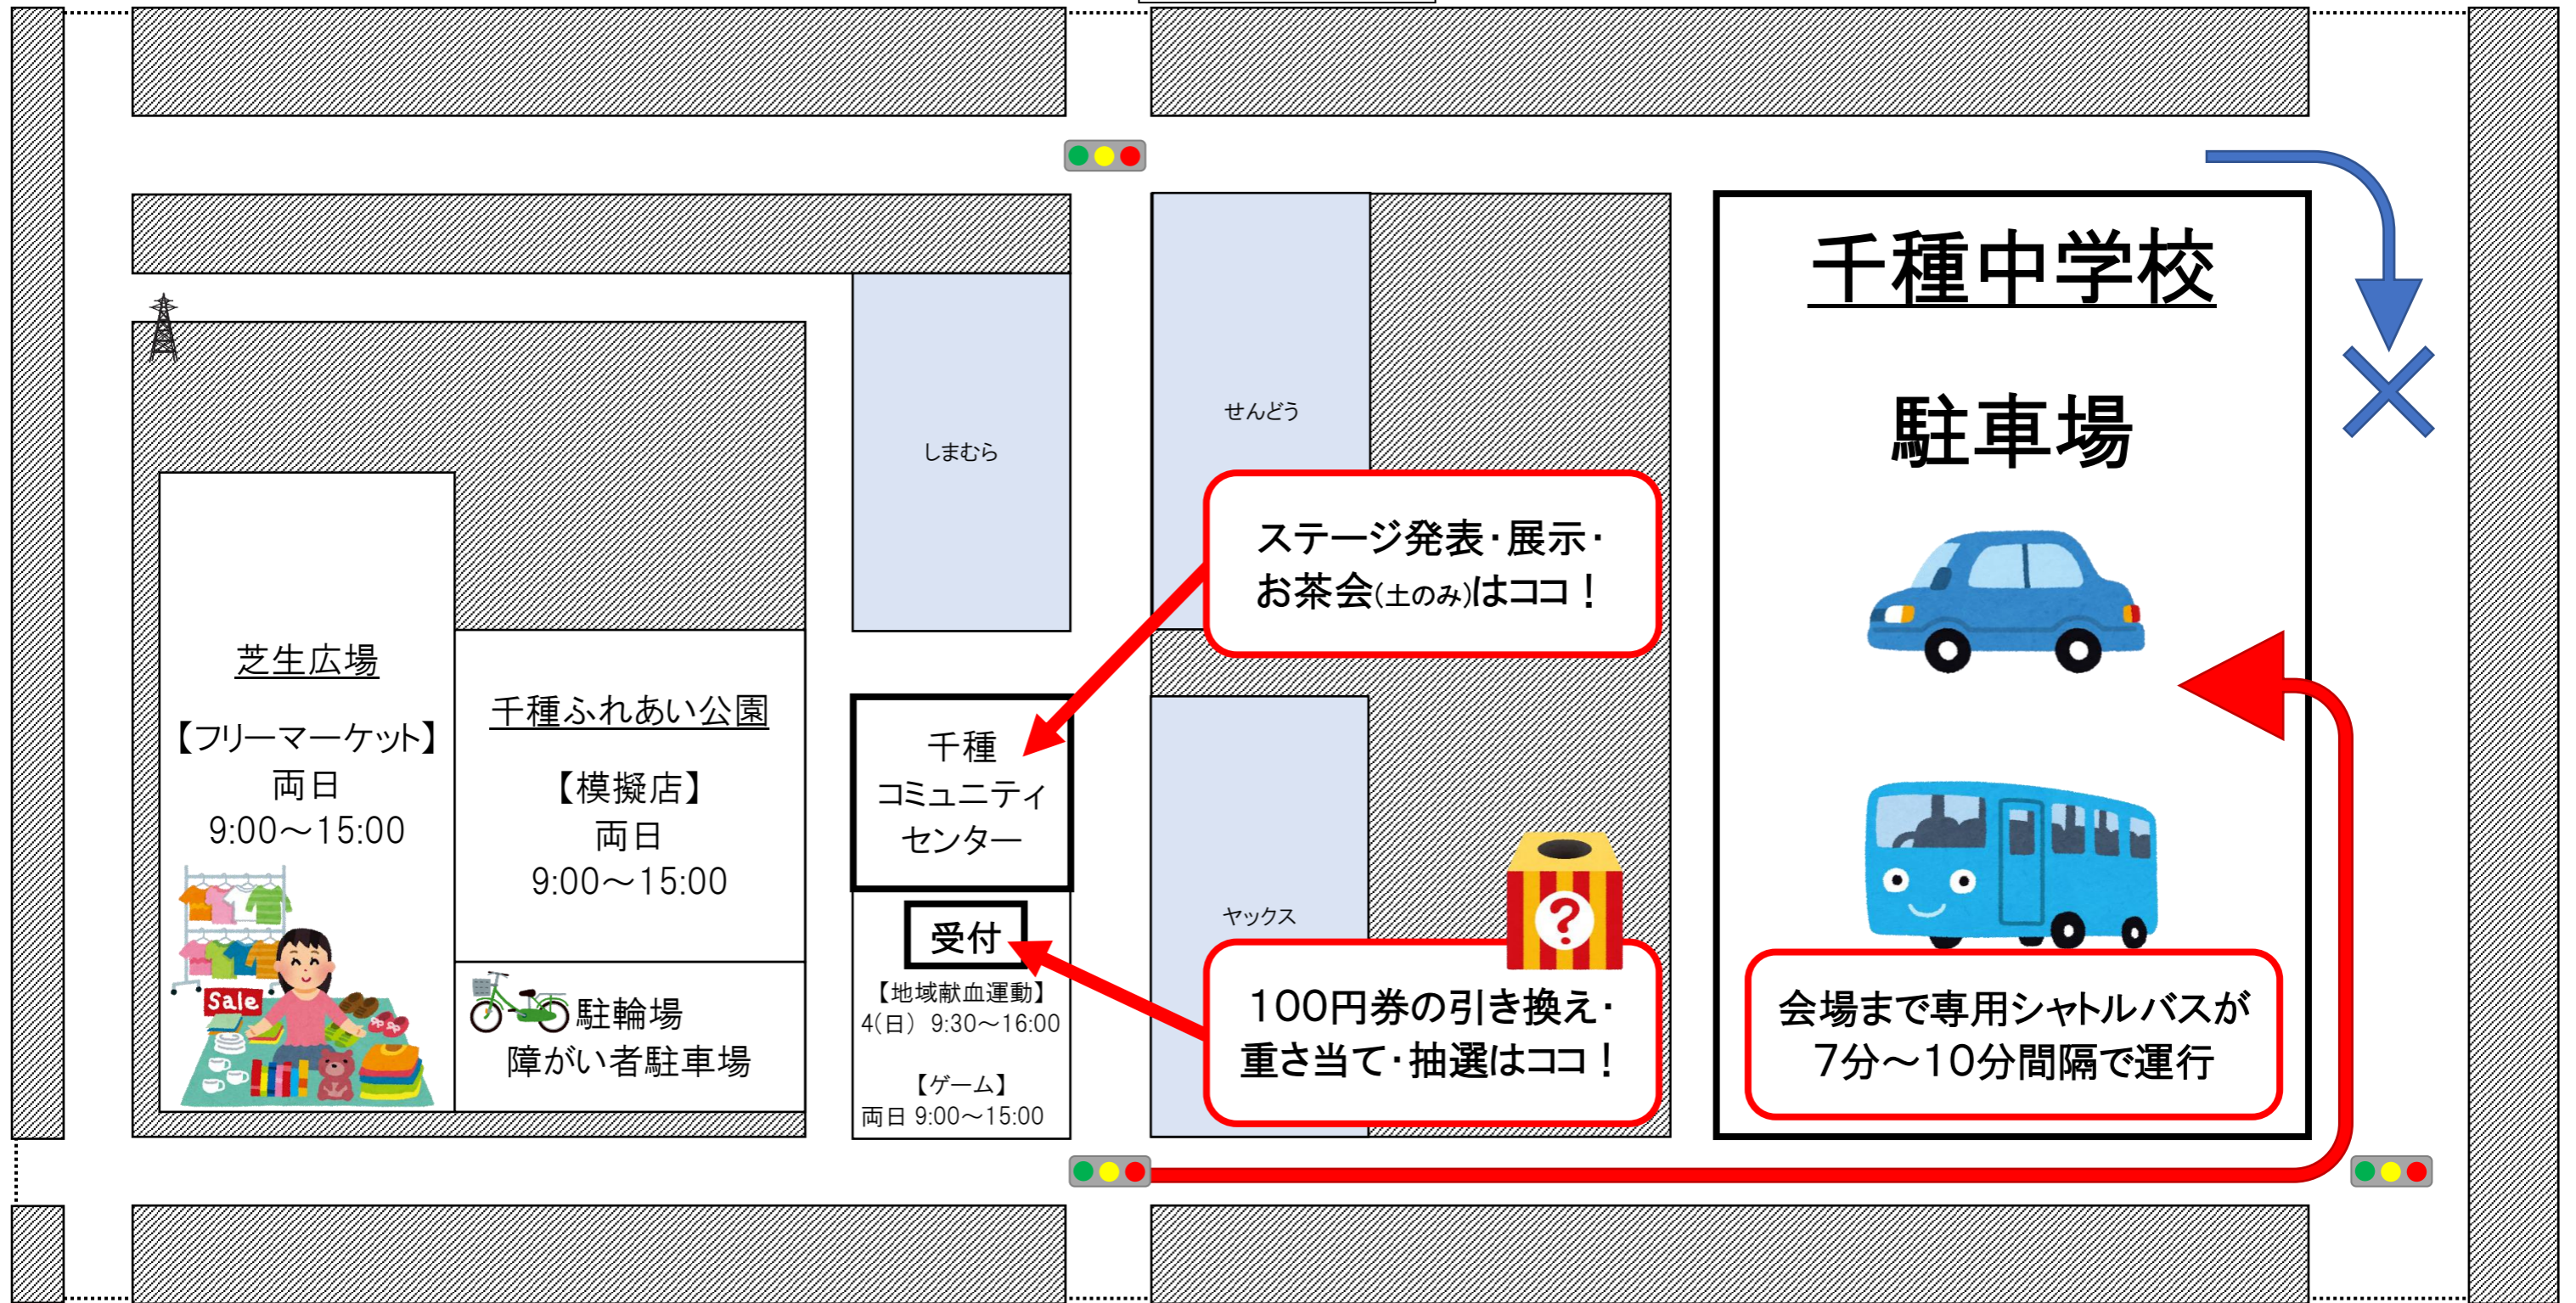 千種中学校
駐車場
会場まで専用シャトルバスが
7分～10分間隔で運行
せんどう
しまむら
ステージ発表・展示・
お茶会(土のみ)はココ！
芝生広場
【フリーマーケット】
両日
9:00～15:00
Sale
千種ふれあい公園
【模擬店】
両日
9:00～15:00
駐輪場
障がい者駐車場
千種
コミュニティ
センター
受付
【地域献血運動】
4(日) 9:30～16:00
【ゲーム】
両日 9:00～15:00
ヤックス
?
100円券の引き換え・
重さ当て・抽選はココ！